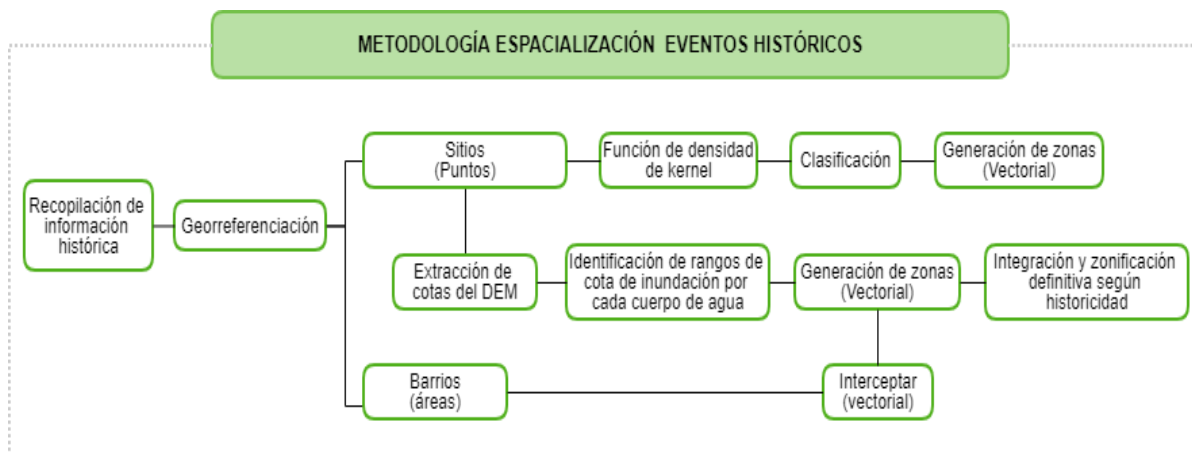 METODOLOGÍA ESPACIALIZACIÓN EVENTOS HISTÓRICOS
Recopilación de
información
histórica
Georreferenciación
Sitios
(Puntos)
Función de densidad
de kernel
Clasificación
Generación de zonas
(Vectorial)
Extracción de
cotas del DEM
Identificación de rangos de
cota de inundación por
cada cuerpo de agua
Generación de zonas
(Vectorial)
Integración y zonificación
definitiva según
historicidad
Barrios
(áreas)
Interceptar
(vectorial)